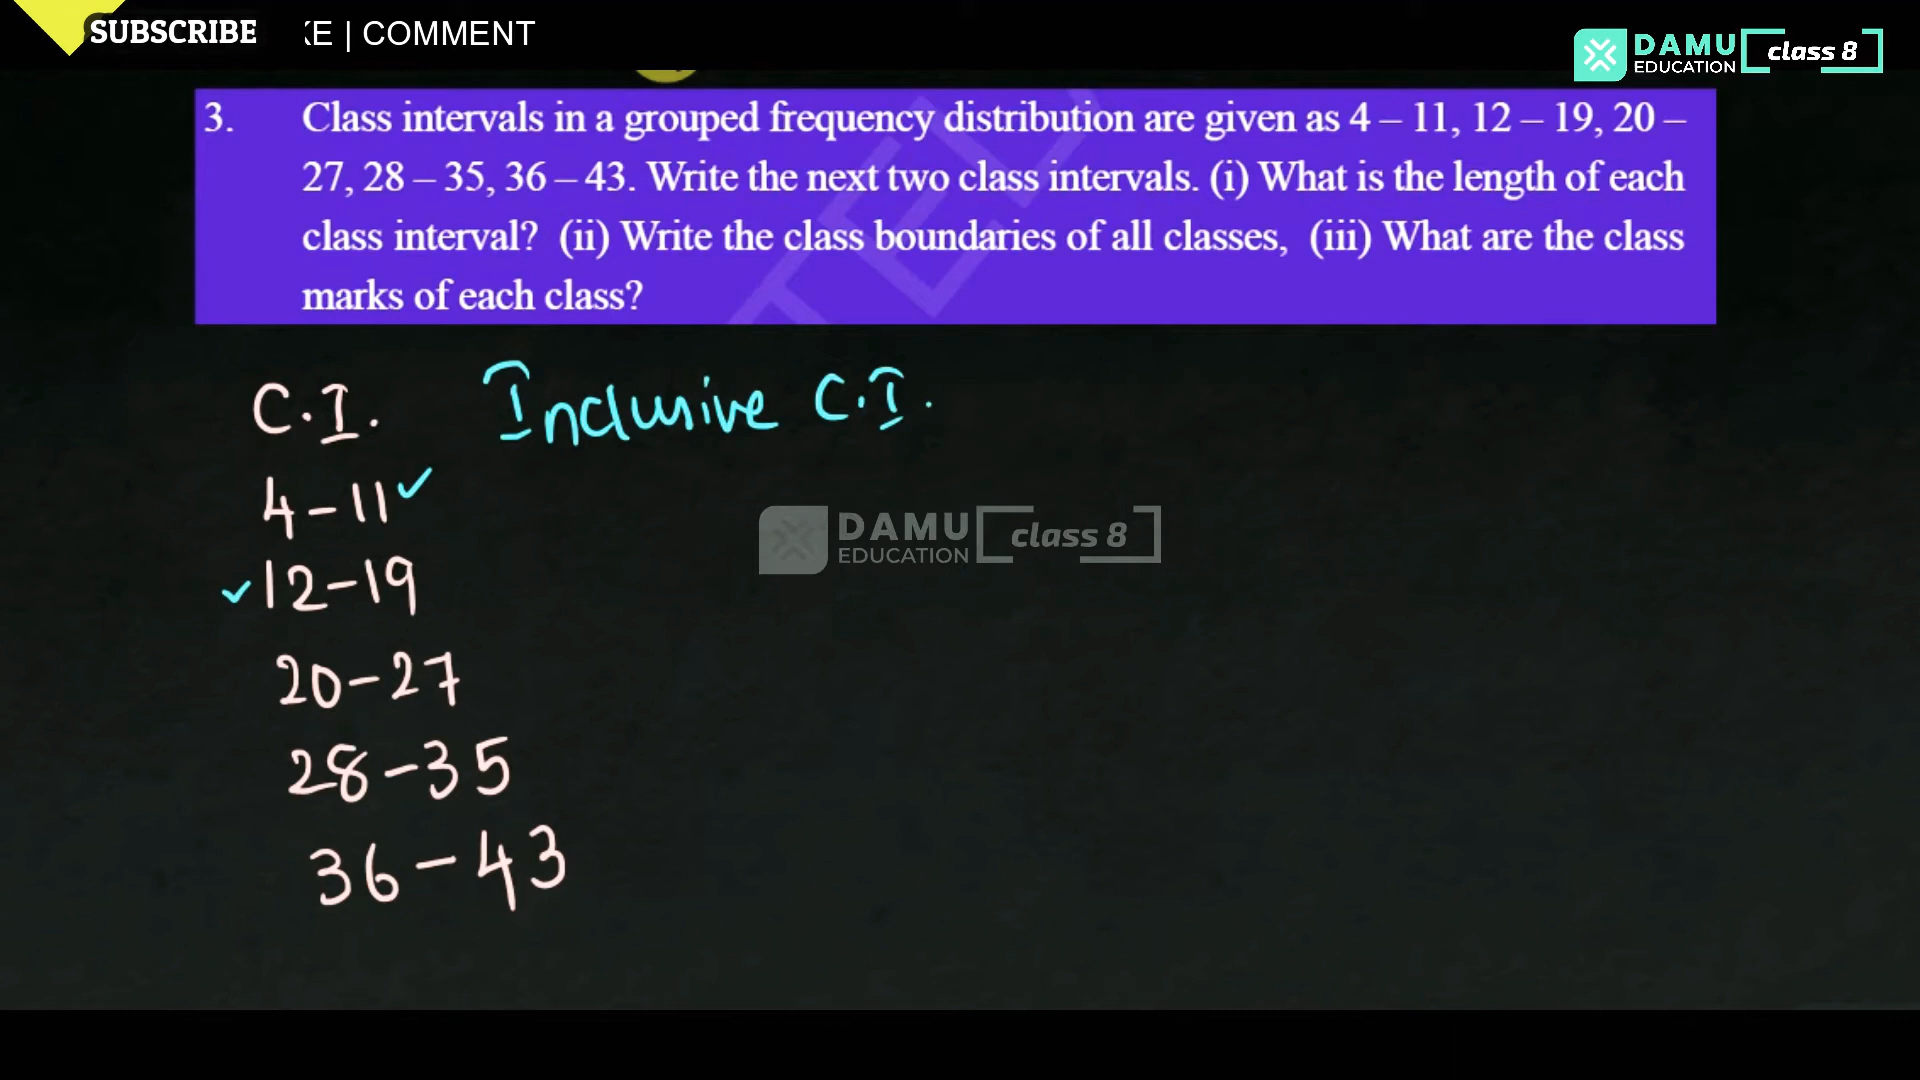 SUBSCRIBE KE | COMMENT
DAMU EDUCATION class 8
3. Class intervals in a grouped frequency distribution are given as 4 – 11, 12 – 19, 20 –
27, 28 – 35, 36 – 43. Write the next two class intervals. (i) What is the length of each
class interval? (ii) Write the class boundaries of all classes, (iii) What are the class
marks of each class?
C.I. Inclusive C.I.
4-11
DAMU EDUCATION class 8
12-19
20-27
28-35
36-43